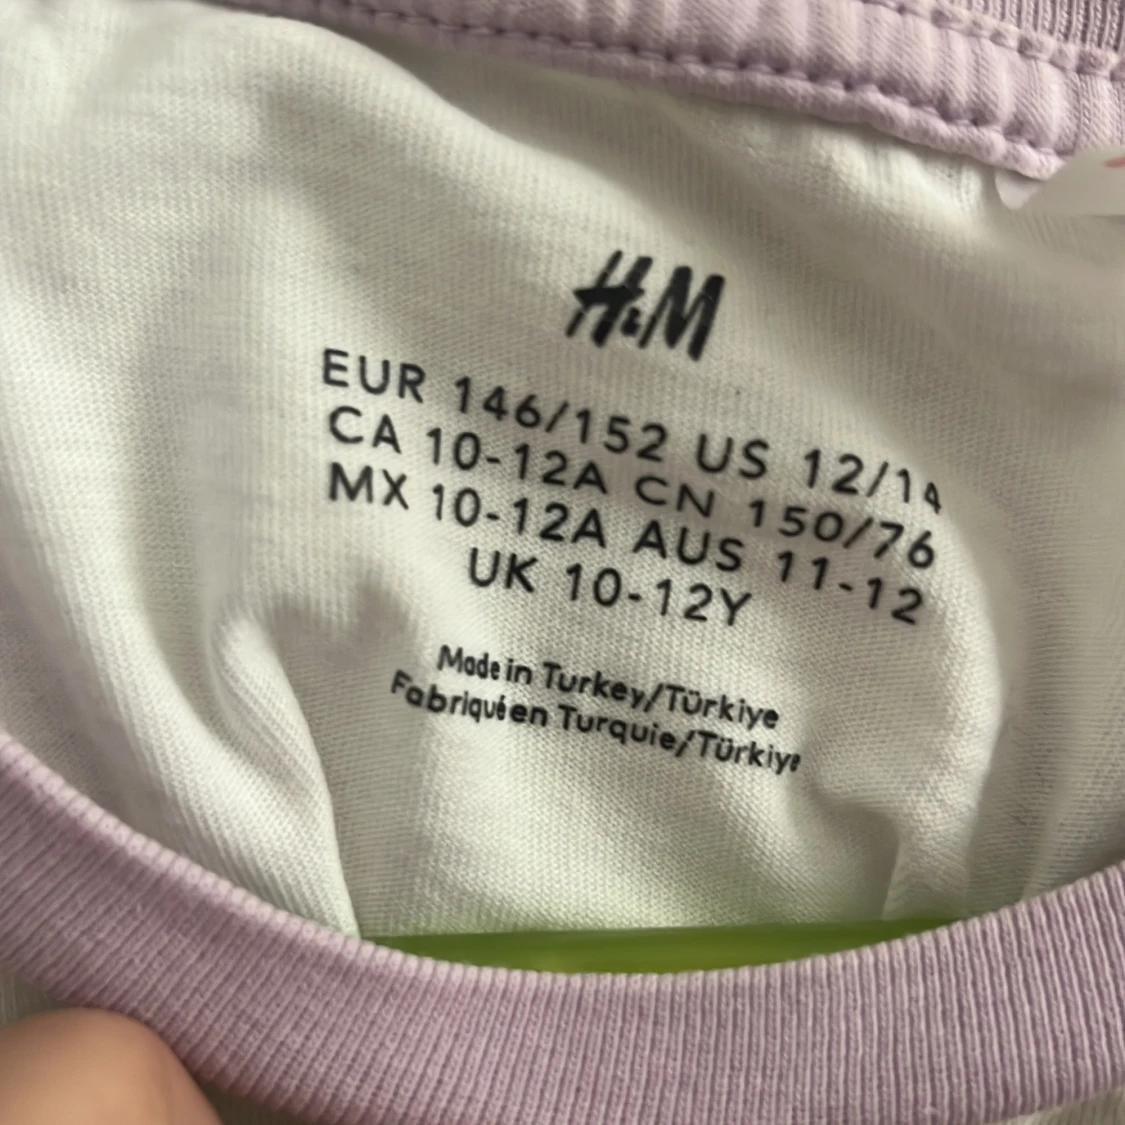 H&M
EUR 146/152 US 12/14
CA 10-12A CN 150/76
MX 10-12A AUS 11-12
UK 10-12Y
Made in Turkey/Türkiye
Fabriqué en Turquie/Türkiye